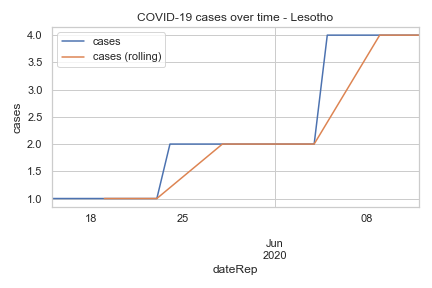 COVID-19 cases over time - Lesotho
cases
cases (rolling)
4.0
3.5
3.0
2.5
2.0
1.5
1.0
cases
18
25
08
Jun
2020
dateRep